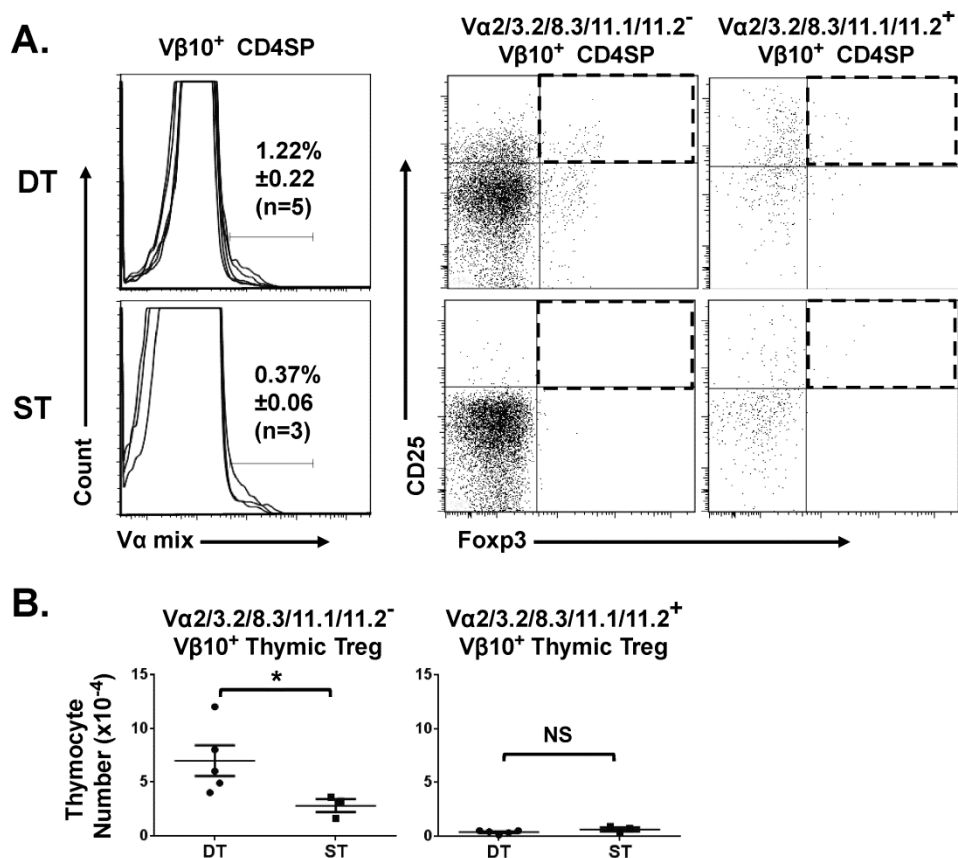 A.
Vβ10⁺ CD4SP
Vα2/3.2/8.3/11.1/11.2⁻
Vβ10⁺ CD4SP
Vα2/3.2/8.3/11.1/11.2⁺
Vβ10⁺ CD4SP
DT
1.22%
±0.22
(n=5)
ST
0.37%
±0.06
(n=3)
Count
Vα mix
CD25
Foxp3
B.
Vα2/3.2/8.3/11.1/11.2⁻
Vβ10⁺ Thymic Treg
Vα2/3.2/8.3/11.1/11.2⁺
Vβ10⁺ Thymic Treg
Thymocyte
Number (x10⁻⁴)
15
10
5
0
*
DT ST
15
10
5
0
NS
DT ST